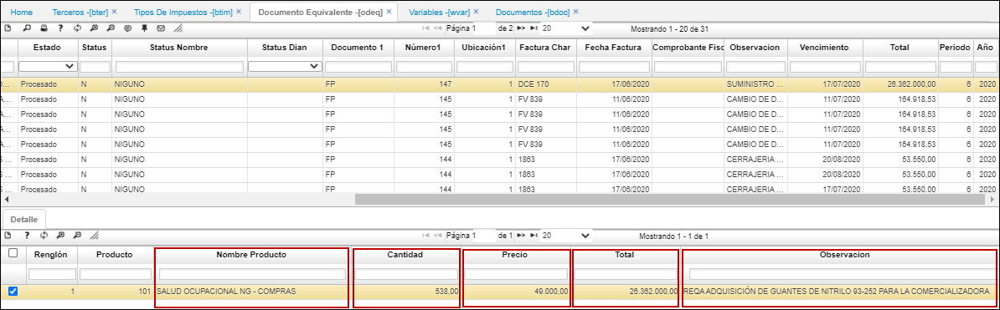 Home Terceros -[bter] Tipos De Impuestos -[btim] Documento Equivalente -[odeq] Variables -[wvar] Documentos -[bdoc]
Página 1 de 2 20 Mostrando 1 - 20 de 31
Estado Status Status Nombre Status Dian Documento 1 Número1 Ubicación1 Factura Char Fecha Factura Comprobante Fisc Observacion Vencimiento Total Periodo Año
Procesado N NIGUNO FP 147 1 DCE 170 17/06/2020 SUMINISTRO ... 17/07/2020 26.362.000,00 6 2020
A... Procesado N NIGUNO FP 145 1 FV 839 11/06/2020 CAMBIO DE D... 11/07/2020 164.918,53 6 2020
A... Procesado N NIGUNO FP 145 1 FV 839 11/06/2020 CAMBIO DE D... 11/07/2020 164.918,53 6 2020
A... Procesado N NIGUNO FP 145 1 FV 839 11/06/2020 CAMBIO DE D... 11/07/2020 164.918,53 6 2020
A... Procesado N NIGUNO FP 145 1 FV 839 11/06/2020 CAMBIO DE D... 11/07/2020 164.918,53 6 2020
S ... Procesado N NIGUNO FP 144 1 1863 17/06/2020 CERRAJERIA ... 20/08/2020 53.550,00 6 2020
S ... Procesado N NIGUNO FP 144 1 1863 17/06/2020 CERRAJERIA ... 20/08/2020 53.550,00 6 2020
S ... Procesado N NIGUNO FP 144 1 1863 17/06/2020 CERRAJERIA ... 17/07/2020 53.550,00 6 2020
Detalle
Página 1 de 1 20 Mostrando 1 - 1 de 1
Renglón Producto Nombre Producto Cantidad Precio Total Observacion
1 101 SALUD OCUPACIONAL NG - COMPRAS 538,00 49.000,00 26.362.000,00 REQA ADQUISICIÓN DE GUANTES DE NITRILO 93-252 PARA LA COMERCIALIZADORA